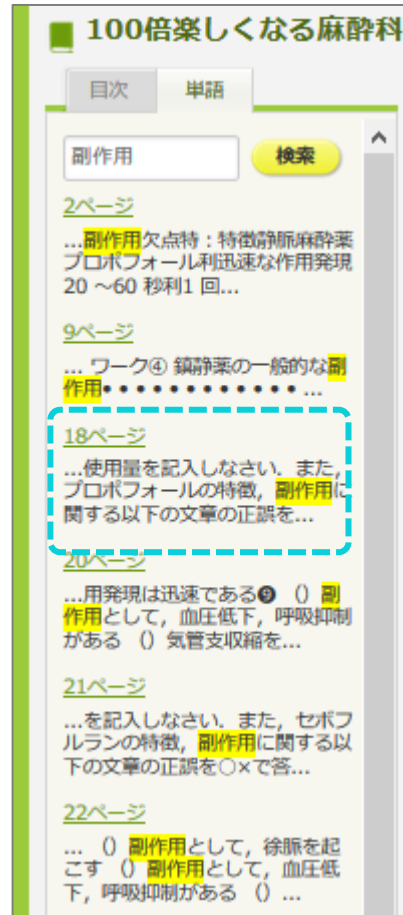 100倍楽しくなる麻酔科
目次 単語
副作用 検索
2ページ
...副作用欠点特：特徴静脈麻酔薬
プロポフォール利迅速な作用発現
20 ～60 秒利1 回...
9ページ
... ワーク④ 鎮静薬の一般的な副
作用• • • • • • • • • • • • ...
18ページ
...使用量を記入しなさい．また，
プロポフォールの特徴，副作用に
関する以下の文章の正誤を...
20ページ
...用発現は迅速である❾ （） 副
作用として，血圧低下，呼吸抑制
がある （） 気管支収縮を...
21ページ
...を記入しなさい．また，セボフ
ルランの特徴，副作用に関する以
下の文章の正誤を○×で答...
22ページ
... （） 副作用として，徐脈を起
こす （） 副作用として，血圧低
下，呼吸抑制がある （） ...